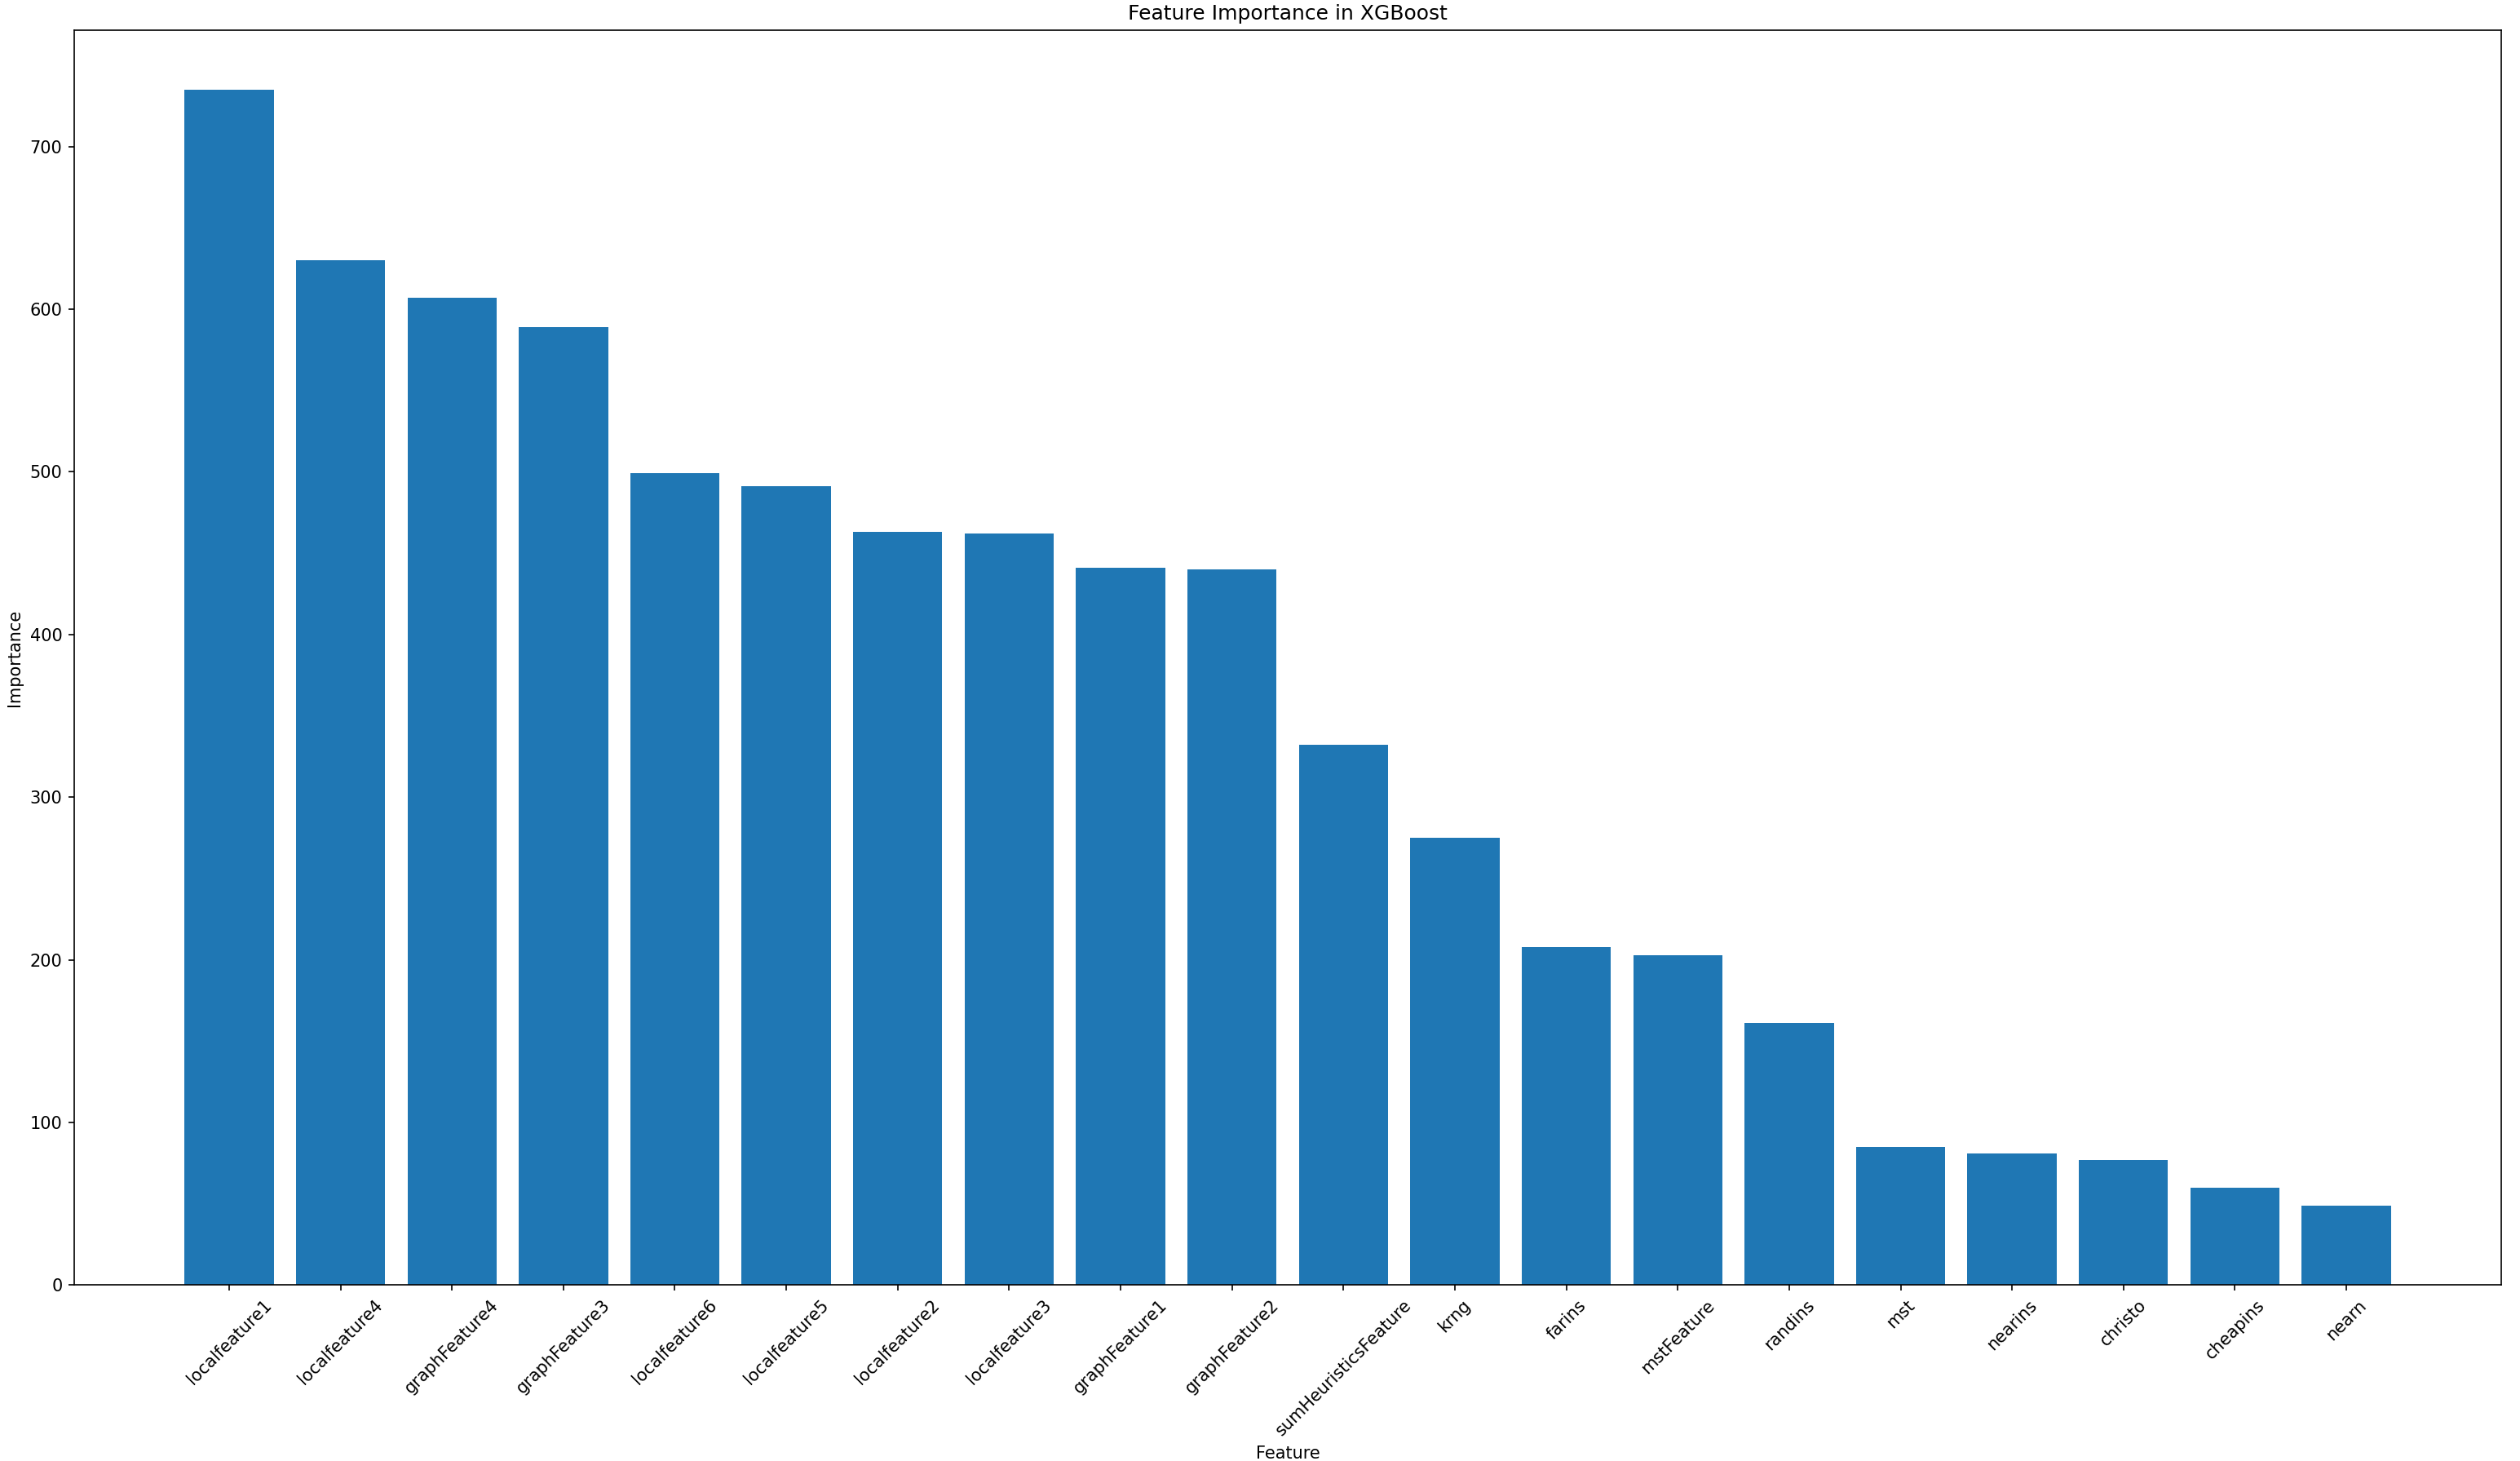 Feature Importance in XGBoost
Importance
700
600
500
400
300
200
100
0
localfeature1
localfeature4
graphFeature4
graphFeature3
localfeature6
localfeature5
localfeature2
localfeature3
graphFeature1
graphFeature2
sumHeuristicsFeature
krng
farins
mstFeature
randins
mst
nearins
christo
cheapins
nearn
Feature